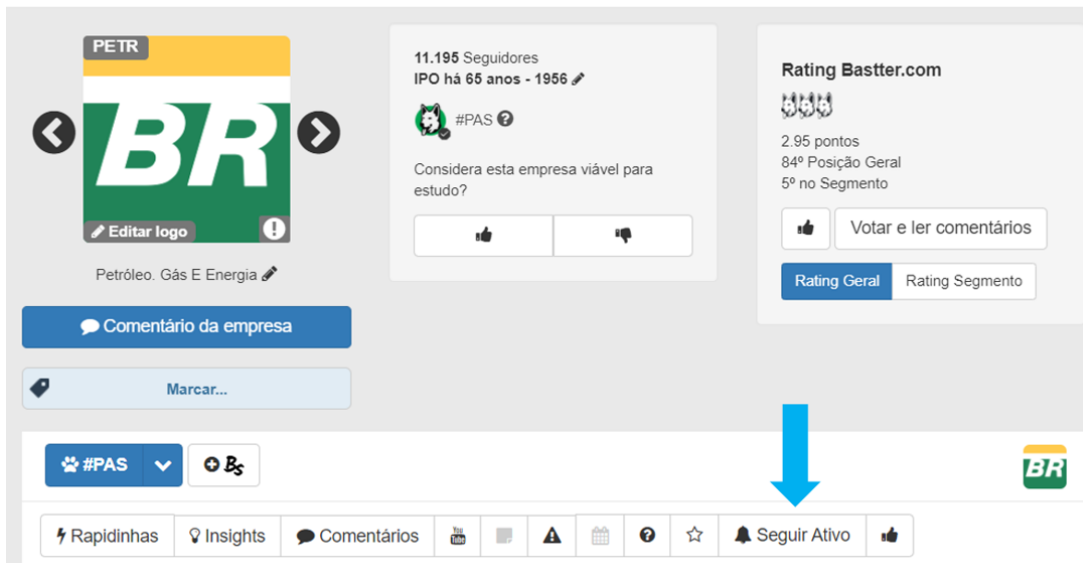 PETR
BR
Editar logo
Petróleo. Gás E Energia
Comentário da empresa
Marcar...
11.195 Seguidores
IPO há 65 anos - 1956
#PAS
Considera esta empresa viável para
estudo?
Rating Bastter.com
2.95 pontos
84º Posição Geral
5º no Segmento
Votar e ler comentários
Rating Geral Rating Segmento
#PAS Bs
BR
Rapidinhas Insights Comentários You Tube Seguir Ativo